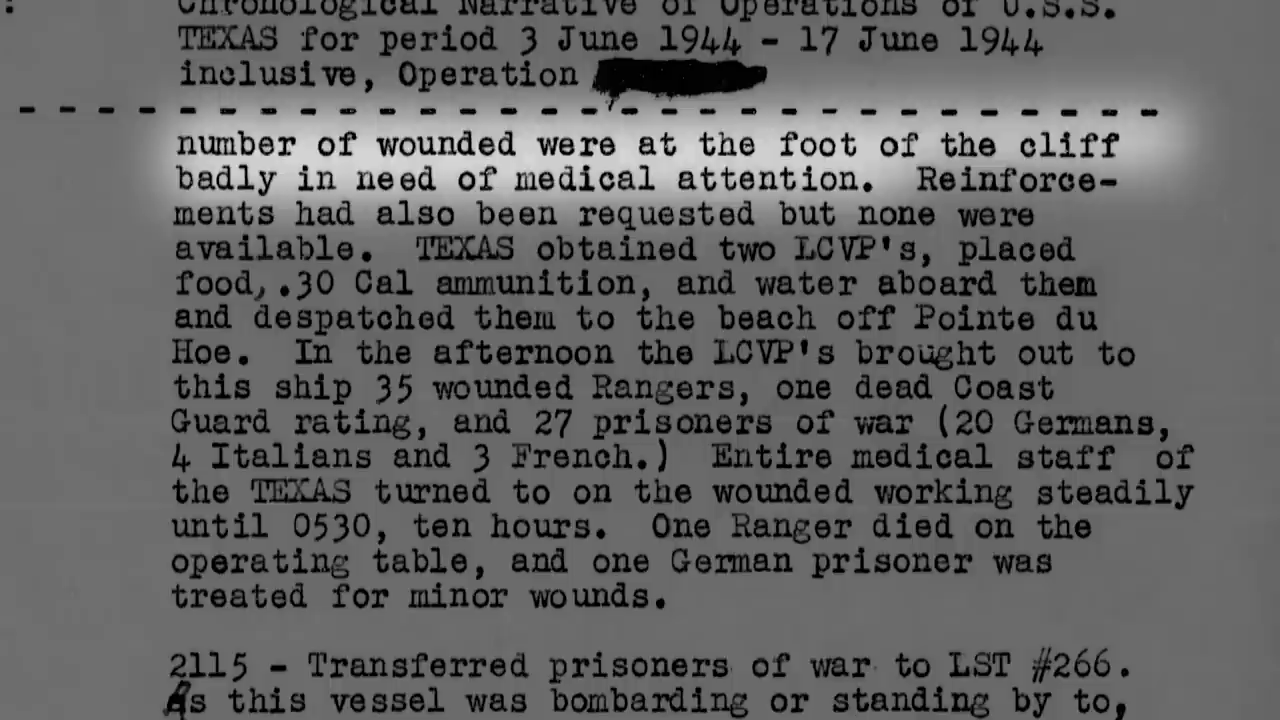 :
Chronological Narrative of Operations of U.S.S.
TEXAS for period 3 June 1944 - 17 June 1944
inclusive, Operation
- - - - - - - - - - - - - - - - - - - - - - - - - - - - - -
number of wounded were at the foot of the cliff
badly in need of medical attention. Reinforce-
ments had also been requested but none were
available. TEXAS obtained two LCVP's, placed
food, .30 Cal ammunition, and water aboard them
and despatched them to the beach off Pointe du
Hoe. In the afternoon the LCVP's brought out to
this ship 35 wounded Rangers, one dead Coast
Guard rating, and 27 prisoners of war (20 Germans,
4 Italians and 3 French.) Entire medical staff of
the TEXAS turned to on the wounded working steadily
until 0530, ten hours. One Ranger died on the
operating table, and one German prisoner was
treated for minor wounds.
2115 - Transferred prisoners of war to LST #266.
As this vessel was bombarding or standing by to,